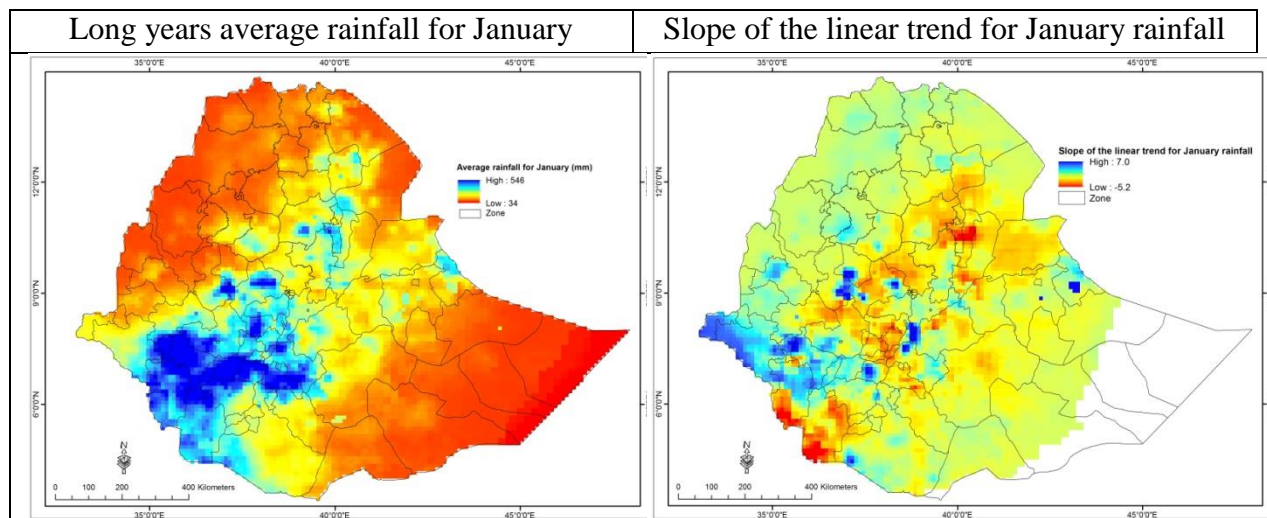 Long years average rainfall for January
Slope of the linear trend for January rainfall
35°0'0"E 40°0'0"E 45°0'0"E
35°0'0"E 40°0'0"E 45°0'0"E
12°0'0"N
9°0'0"N
6°0'0"N
Average rainfall for January (mm)
High : 546
Low : 34
Zone
N
0 100 200 400 Kilometers
35°0'0"E 40°0'0"E 45°0'0"E
12°0'0"N
9°0'0"N
6°0'0"N
Slope of the linear trend for January rainfall
High : 7.0
Low : -5.2
Zone
N
0 100 200 400 Kilometers
35°0'0"E 40°0'0"E 45°0'0"E